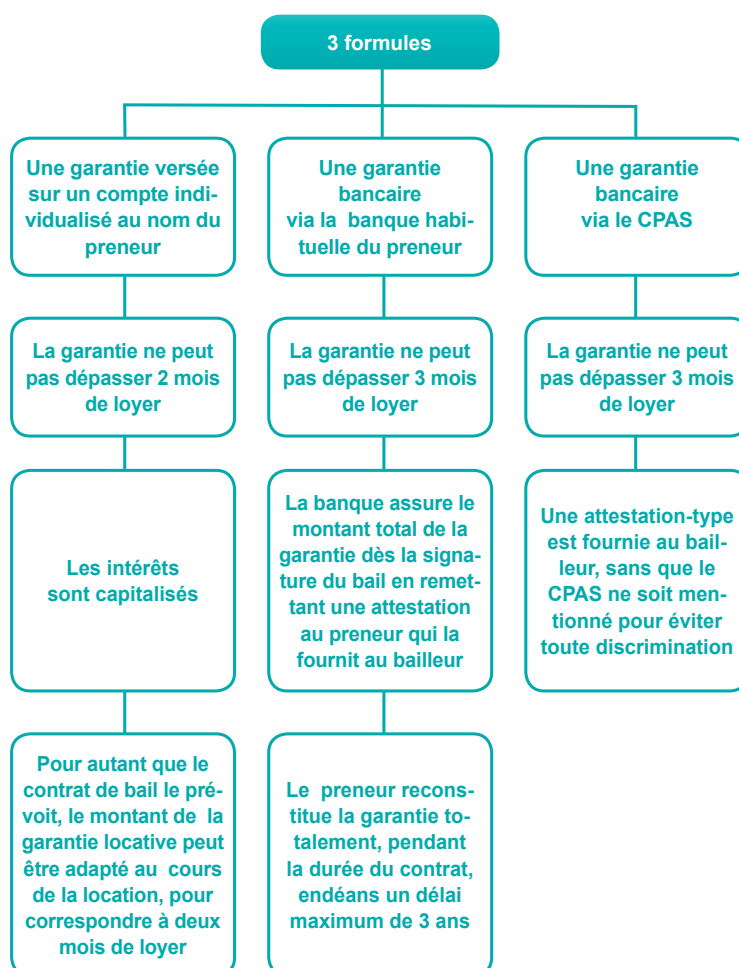 3 formules
Une garantie versée
sur un compte indi-
vidualisé au nom du
preneur
Une garantie
bancaire
via la banque habi-
tuelle du preneur
Une garantie
bancaire
via le CPAS
La garantie ne peut
pas dépasser 2 mois
de loyer
La garantie ne peut
pas dépasser 3 mois
de loyer
La garantie ne peut
pas dépasser 3 mois
de loyer
Les intérêts
sont capitalisés
La banque assure le
montant total de la
garantie dès la signa-
ture du bail en remet-
tant une attestation
au preneur qui la
fournit au bailleur
Une attestation-type
est fournie au bail-
leur, sans que le
CPAS ne soit men-
tionné pour éviter
toute discrimination
Pour autant que le
contrat de bail le pré-
voit, le montant de la
garantie locative peut
être adapté au cours
de la location, pour
correspondre à deux
mois de loyer
Le preneur recons-
titue la garantie to-
talement, pendant
la durée du contrat,
endéans un délai
maximum de 3 ans